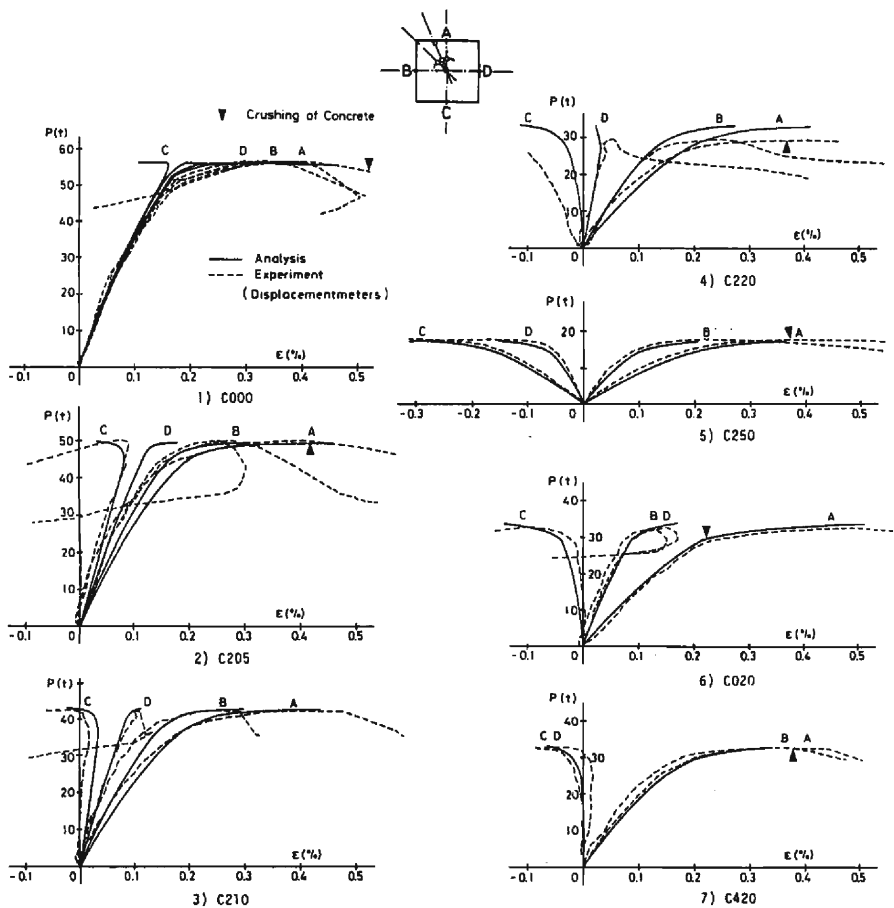 A
B
D
C
▼ Crushing of Concrete
P(t)
60
50
40
30
20
10
C
D
B
A
Analysis
Experiment
(Displacementmeters)
ε(%)
-0.1
0
0.1
0.2
0.3
0.4
0.5
1) C000
P(t)
50
40
30
20
10
C
D
B
A
ε(%)
-0.1
0
0.1
0.2
0.3
0.4
0.5
2) C205
P(t)
40
30
20
10
C
D
B
A
ε(%)
-0.1
0
0.1
0.2
0.3
0.4
0.5
3) C210
P(t)
30
20
10
C
D
B
A
ε(%)
-0.1
0
0.1
0.2
0.3
0.4
0.5
4) C220
P(t)
20
C
D
B
A
ε(%)
-0.3
-0.2
-0.1
0
0.1
0.2
0.3
0.4
0.5
5) C250
P(t)
40
30
20
10
C
B
D
A
ε(%)
-0.1
0
0.1
0.2
0.3
0.4
0.5
6) C020
P(t)
40
30
20
10
C
D
B
A
ε(%)
-0.1
0
0.1
0.2
0.3
0.4
0.5
7) C420